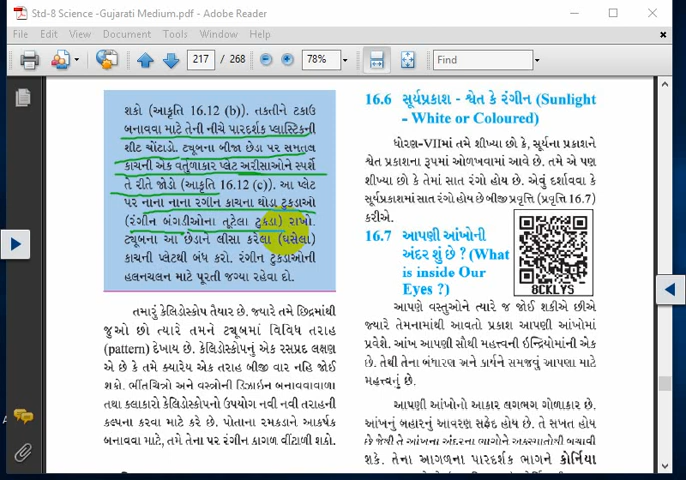 Std-8 Science -Gujarati Medium.pdf - Adobe Reader
File Edit View Document Tools Window Help
217 / 268 78% Find
શકો (આકૃતિ 16.12 (b)). તકતીને ટકાઉ
બનાવવા માટે તેની નીચે પારદર્શક પ્લાસ્ટિકની
શીટ ચોંટાડો. ટ્યૂબના બીજા છેડા પર સમતલ
કાચની એક વર્તુળાકાર પ્લેટ અરીસાઓને સ્પર્શે
તે રીતે જોડો (આકૃતિ 16.12 (c)). આ પ્લેટ
પર નાના નાના રંગીન કાચના થોડા ટુકડાઓ
(રંગીન બંગડીઓના તૂટેલા ટુકડા) રાખો.
ટ્યૂબના આ છેડાને લીસા કરેલા (ઘસેલા)
કાચની પ્લેટથી બંધ કરો. રંગીન ટુકડાઓની
હલનચલન માટે પૂરતી જગ્યા રહેવા દો.
તમારું કેલિડોસ્કોપ તૈયાર છે. જ્યારે તમે છિદ્રમાંથી
જુઓ છો ત્યારે તમને ટ્યૂબમાં વિવિધ તરાહ
(pattern) દેખાય છે. કેલિડોસ્કોપનું એક રસપ્રદ લક્ષણ
એ છે કે તમે ક્યારેય એક તરાહ બીજી વાર નહિ જોઈ
શકો. ભીંતચિત્રો અને વસ્ત્રોની ડિઝાઇન બનાવવાવાળા
તથા કલાકારો કેલિડોસ્કોપનો ઉપયોગ નવી નવી તરાહની
કલ્પના કરવા માટે કરે છે. પોતાના રમકડાને આકર્ષક
બનાવવા માટે, તમે તેના પર રંગીન કાગળ વીંટાળી શકો.
16.6 સૂર્યપ્રકાશ - શ્વેત કે રંગીન (Sunlight
- White or Coloured)
ધોરણ-VIIમાં તમે શીખ્યા છો કે, સૂર્યના પ્રકાશને
શ્વેત પ્રકાશના રૂપમાં ઓળખવામાં આવે છે. તમે એ પણ
શીખ્યા છો કે તેમાં સાત રંગો હોય છે. એવું દર્શાવવા કે
સૂર્યપ્રકાશમાં સાત રંગો હોય છે બીજી પ્રવૃત્તિ (પ્રવૃત્તિ 16.7)
કરીએ.
16.7 આપણી આંખોની
અંદર શું છે ? (What
is inside Our
Eyes ?)
8CKLYS
આપણે વસ્તુઓને ત્યારે જ જોઈ શકીએ છીએ
જ્યારે તેમનામાંથી આવતો પ્રકાશ આપણી આંખોમાં
પ્રવેશે. આંખ આપણી સૌથી મહત્ત્વની ઇન્દ્રિયોમાંની એક
છે. તેથી તેના બંધારણ અને કાર્યને સમજવું આપણા માટે
મહત્ત્વનું છે.
આપણી આંખોનો આકાર લગભગ ગોળાકાર છે.
આંખનું બહારનું આવરણ સફેદ હોય છે. તે સખત હોય
છે જેથી તે આંખના અંદરના ભાગોને અકસ્માતોથી બચાવી
શકે. તેના આગળના પારદર્શક ભાગને કોર્નિયા